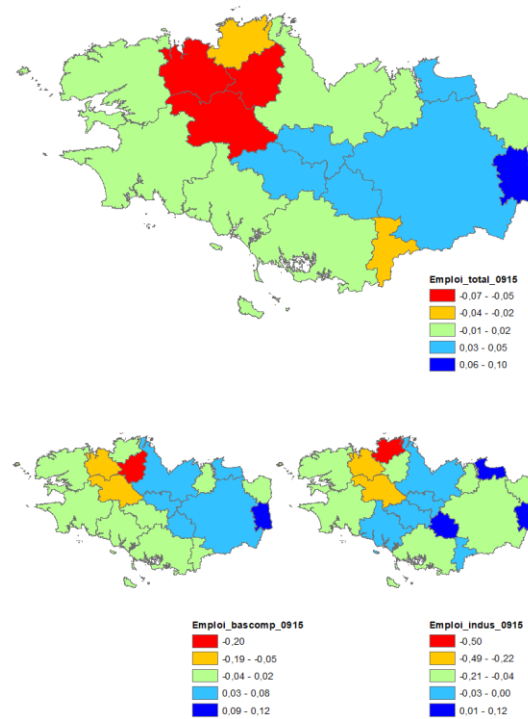 Emploi_total_0915
-0,07 - -0,05
-0,04 - -0,02
-0,01 - 0,02
0,03 - 0,05
0,06 - 0,10
Emploi_bascomp_0915
-0,20
-0,19 - -0,05
-0,04 - 0,02
0,03 - 0,08
0,09 - 0,12
Emploi_indus_0915
-0,50
-0,49 - -0,22
-0,21 - -0,04
-0,03 - 0,00
0,01 - 0,12